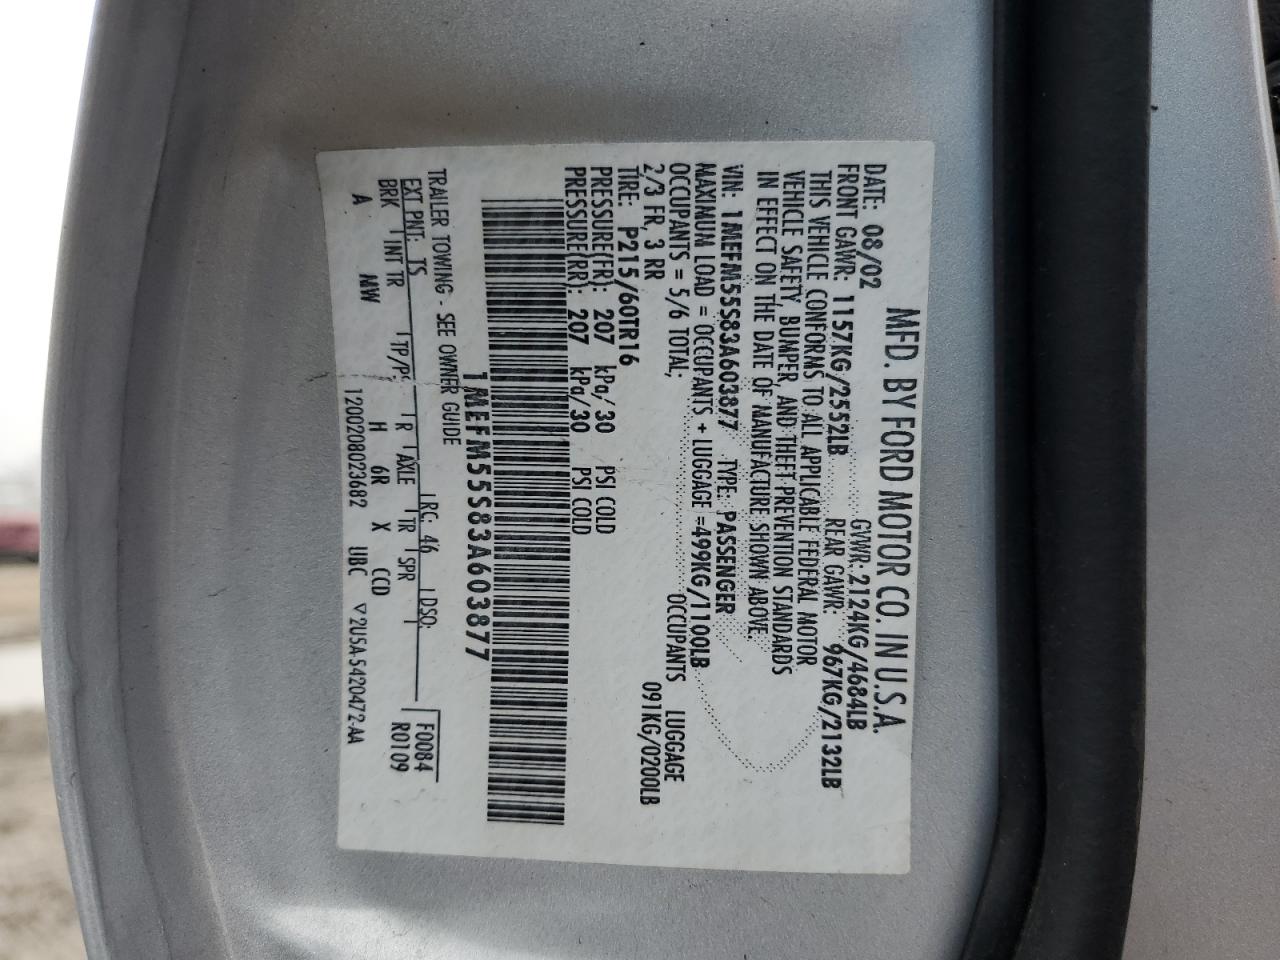 MFD. BY FORD MOTOR CO. IN U.S.A.
DATE: 08/02 GVWR: 2124KG/4684LB
FRONT GAWR: 1157KG/2552LB REAR GAWR: 967KG/2132LB
THIS VEHICLE CONFORMS TO ALL APPLICABLE FEDERAL MOTOR
VEHICLE SAFETY, BUMPER, AND THEFT PREVENTION STANDARDS
IN EFFECT ON THE DATE OF MANUFACTURE SHOWN ABOVE.
VIN: 1MEFM55S83A603877 TYPE: PASSENGER
MAXIMUM LOAD = OCCUPANTS + LUGGAGE =499KG/1100LB
OCCUPANTS = 5/6 TOTAL; OCCUPANTS LUGGAGE
2/3 FR, 3 RR 091KG/0200LB
TIRE: P215/60TR16
PRESSURE(FR): 207 kPa/30 PSI COLD
PRESSURE(RR): 207 kPa/30 PSI COLD
1MEFM55S83A603877
TRAILER TOWING - SEE OWNER GUIDE
EXT PNT: TS RC: 46 DSO: F0084
BRK INT TR TP/PS R AXLE TR SPR R0109
A MW H 6R X CCD
1200208023682 UBC ▽2USA-5420472-AA